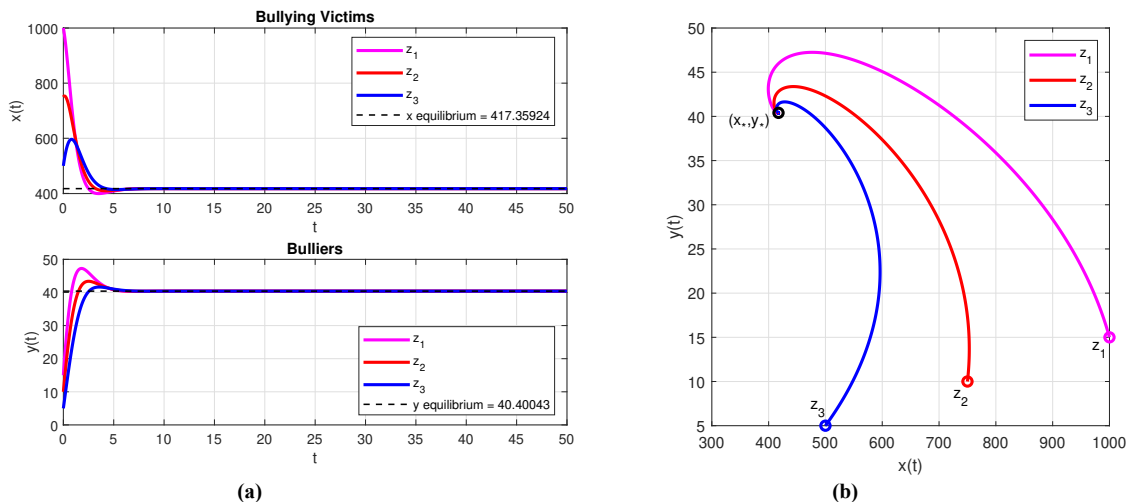 Bullying Victims
1000
800
600
400
x(t)
z1
z2
z3
x equilibrium = 417.35924
0 5 10 15 20 25 30 35 40 45 50
t
Bulliers
50
40
30
20
10
0
y(t)
z1
z2
z3
y equilibrium = 40.40043
0 5 10 15 20 25 30 35 40 45 50
t
(a)
50
45
40
35
30
25
20
15
10
5
y(t)
z1
z2
z3
(x*,y*)
z1
z2
z3
300 400 500 600 700 800 900 1000
x(t)
(b)